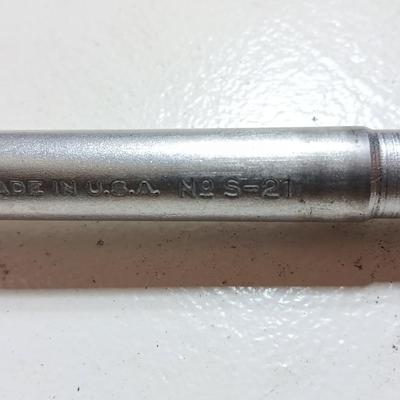 ADE IN U.S.A. No S-21